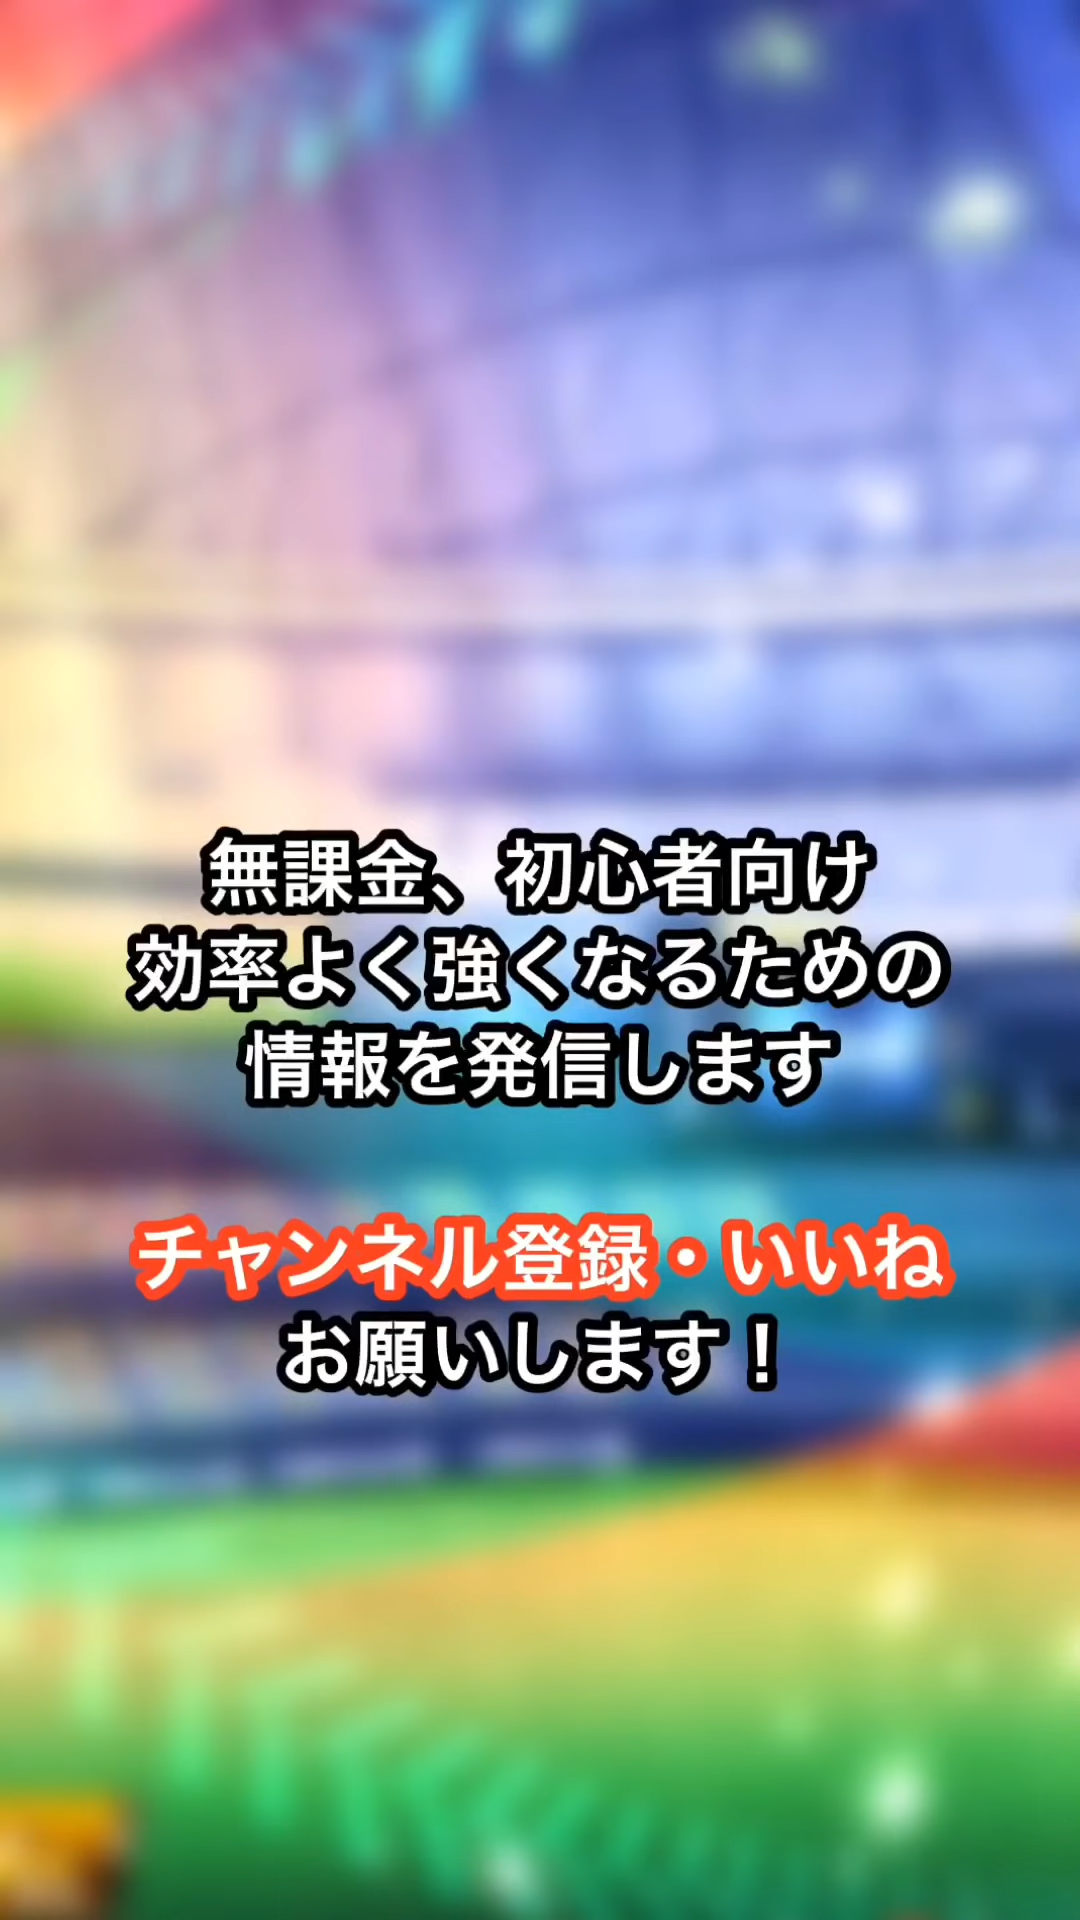 無課金、初心者向け
効率よく強くなるための
情報を発信します
チャンネル登録・いいね
お願いします！